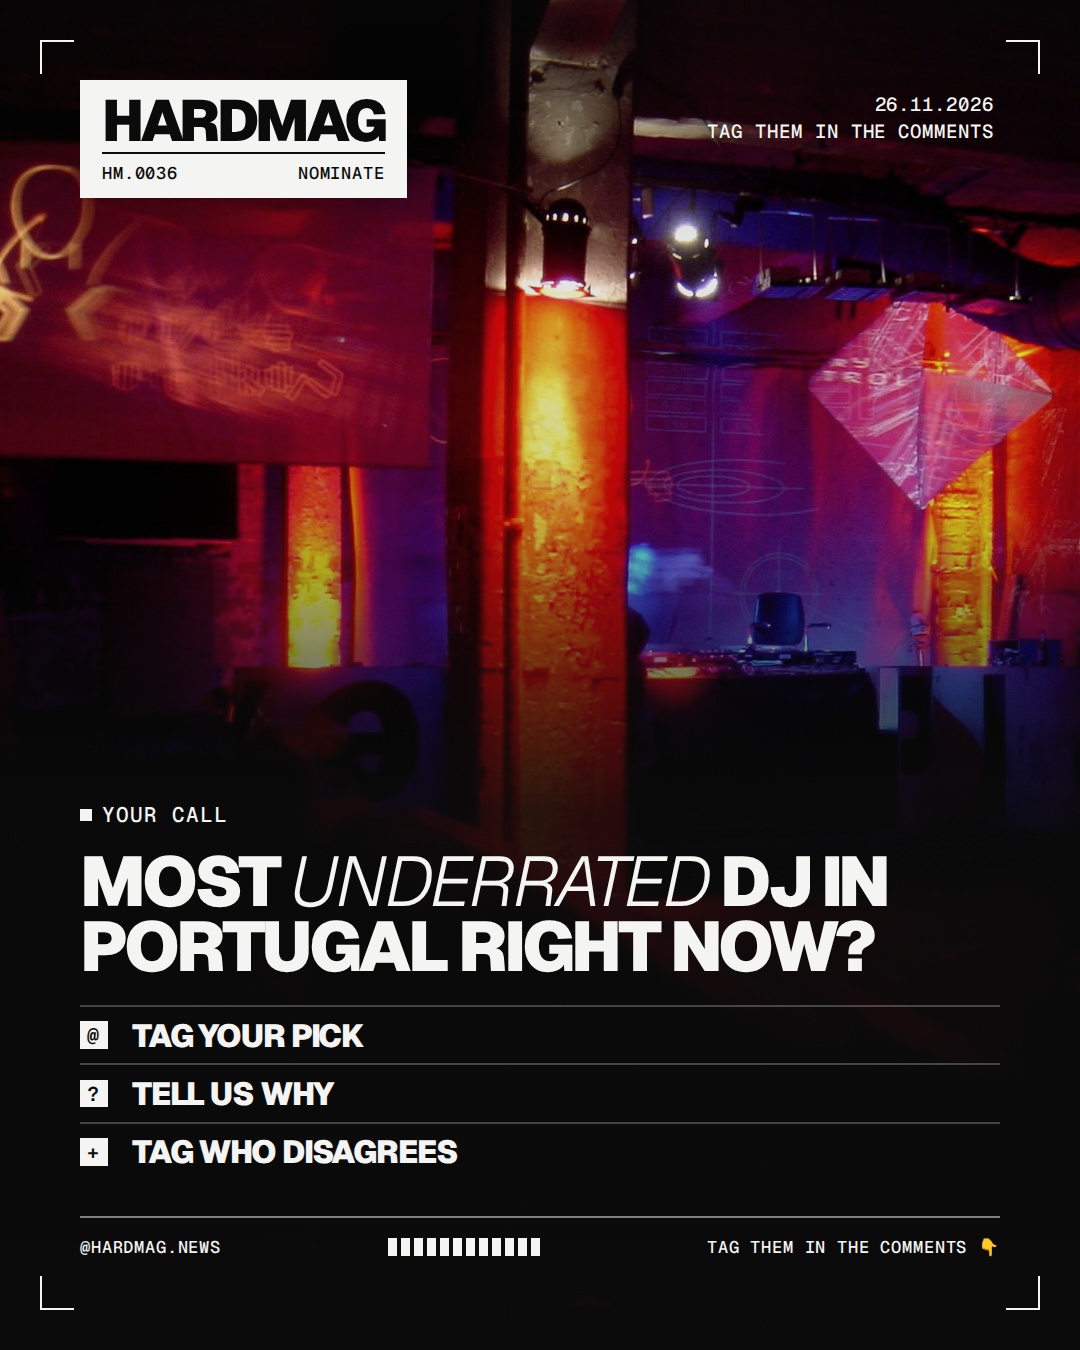 HARDMAG
HM.0036 NOMINATE
26.11.2026
TAG THEM IN THE COMMENTS
YOUR CALL
MOST UNDERRATED DJ IN
PORTUGAL RIGHT NOW?
@ TAG YOUR PICK
? TELL US WHY
+ TAG WHO DISAGREES
@HARDMAG.NEWS
TAG THEM IN THE COMMENTS 👇